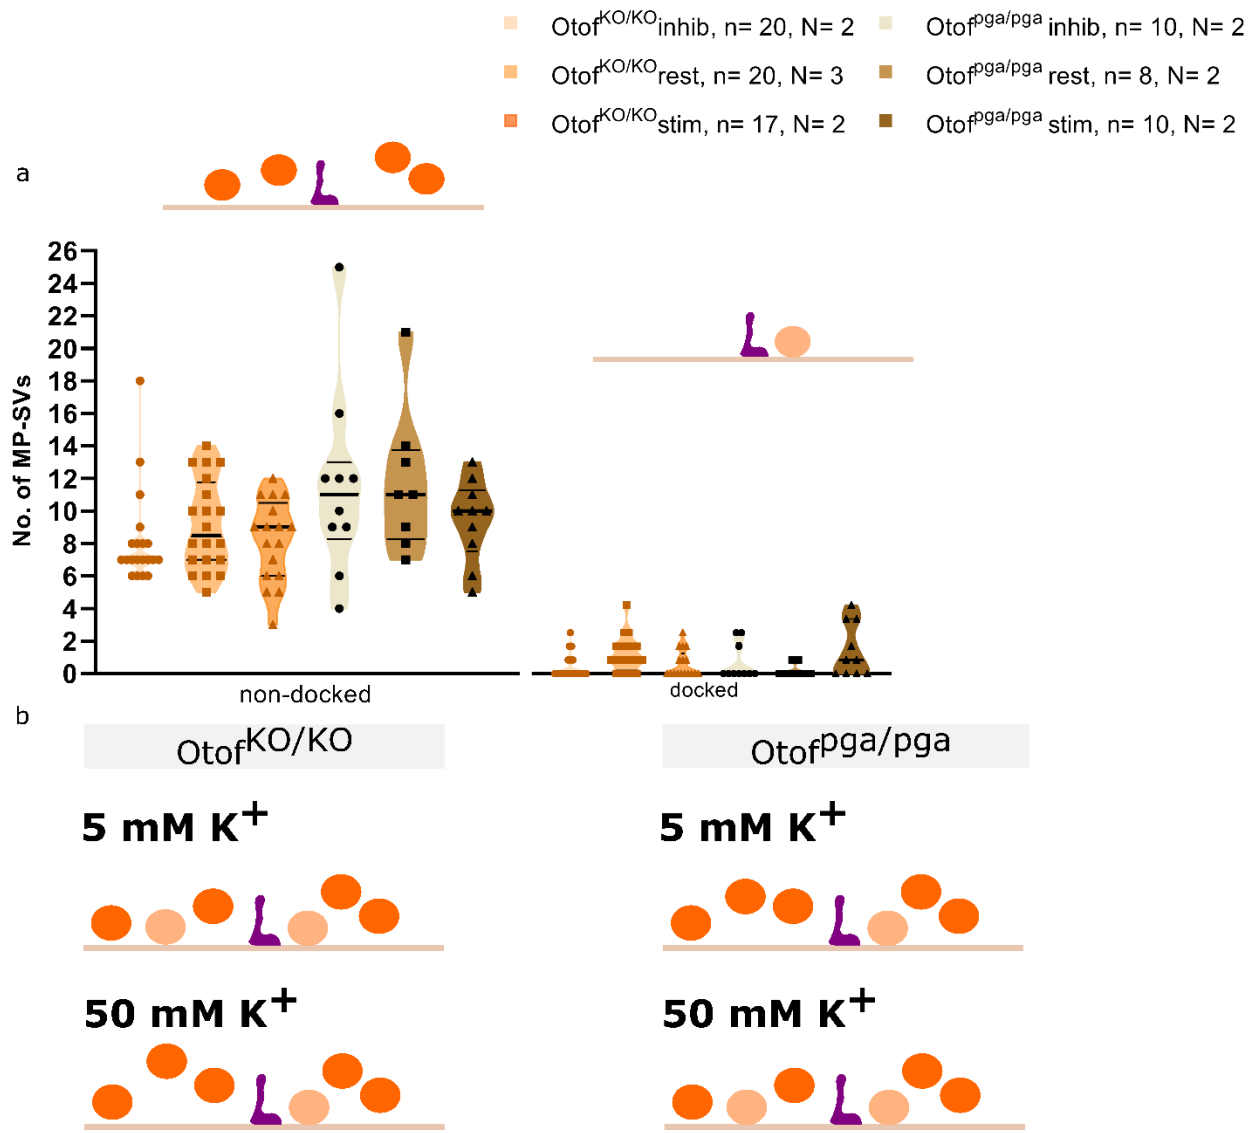 Otof^KO/KO inhib, n= 20, N= 2
Otof^pga/pga inhib, n= 10, N= 2
Otof^KO/KO rest, n= 20, N= 3
Otof^pga/pga rest, n= 8, N= 2
Otof^KO/KO stim, n= 17, N= 2
Otof^pga/pga stim, n= 10, N= 2
a
No. of MP-SVs
26
24
22
20
18
16
14
12
10
8
6
4
2
0
non-docked
docked
b
Otof^KO/KO
Otof^pga/pga
5 mM K⁺
5 mM K⁺
50 mM K⁺
50 mM K⁺